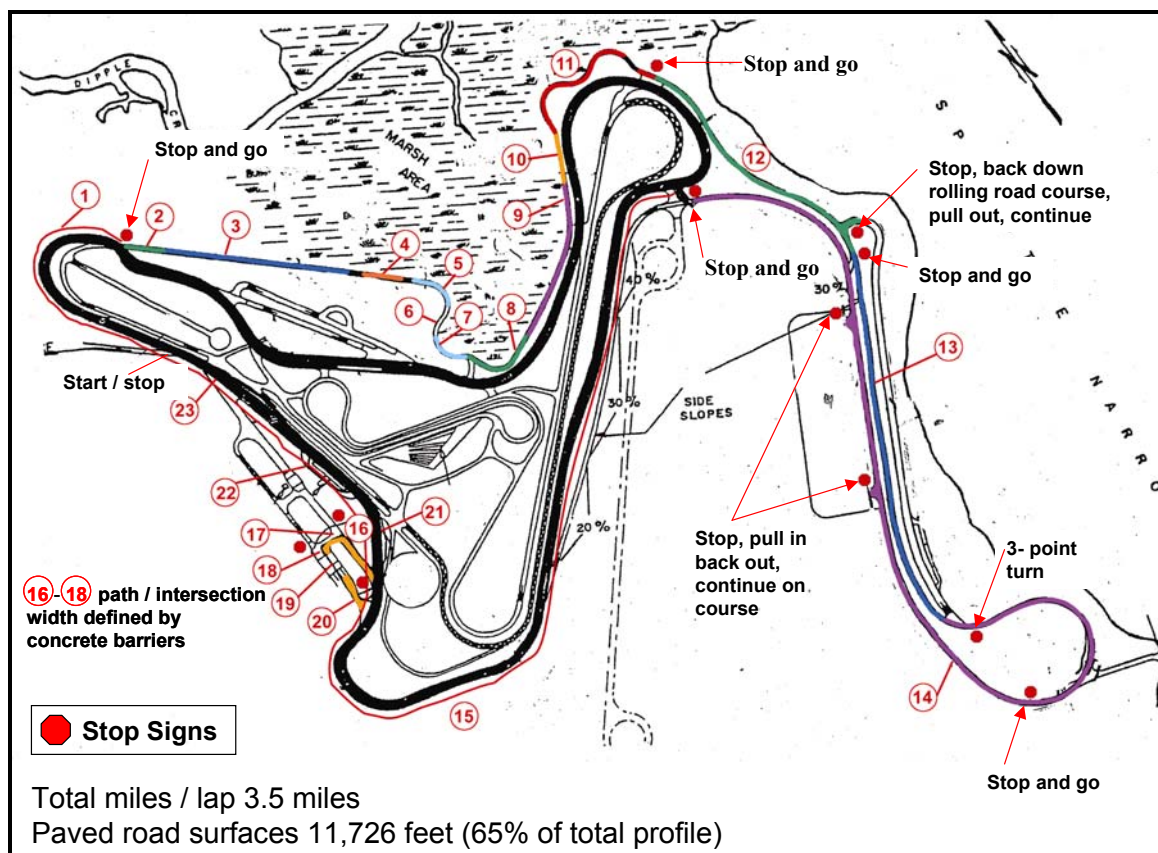 DIPPLE
C
Stop and go
MARSH
AREA
11
Stop and go
S P
T E
N A R R O
12
Stop, back down
rolling road course,
pull out, continue
1
2
3
10
9
4
5
6
7
8
Stop and go
Stop and go
40 %
30%
13
Start / stop
23
30 %
SIDE
SLOPES
22
21
17
16
18
19
20
20 %
Stop, pull in
back out,
continue on
course
3- point
turn
16-18 path / intersection
width defined by
concrete barriers
15
14
Stop Signs
Stop and go
Total miles / lap 3.5 miles
Paved road surfaces 11,726 feet (65% of total profile)